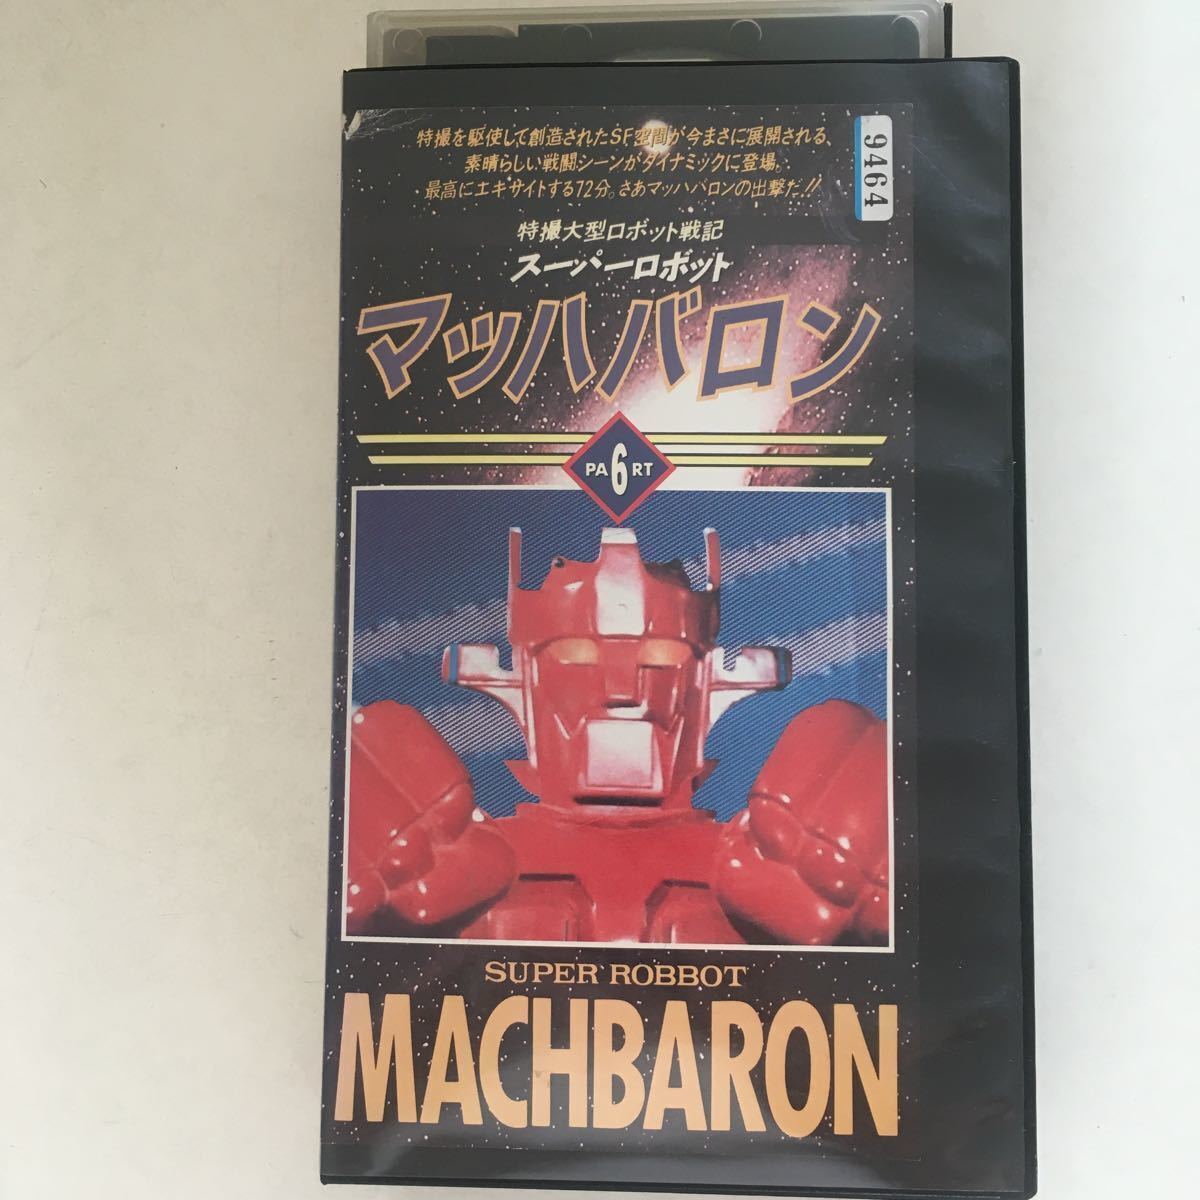 特撮を駆使して創造されたSF空間が今まさに展開される、
素晴らしい戦闘シーンがダイナミックに登場。
最高にエキサイトする72分。さあマッハバロンの出撃だ!!
9464
特撮大型ロボット戦記
スーパーロボット
マッハバロン
PA6RT
SUPER ROBBOT
MACHBARON